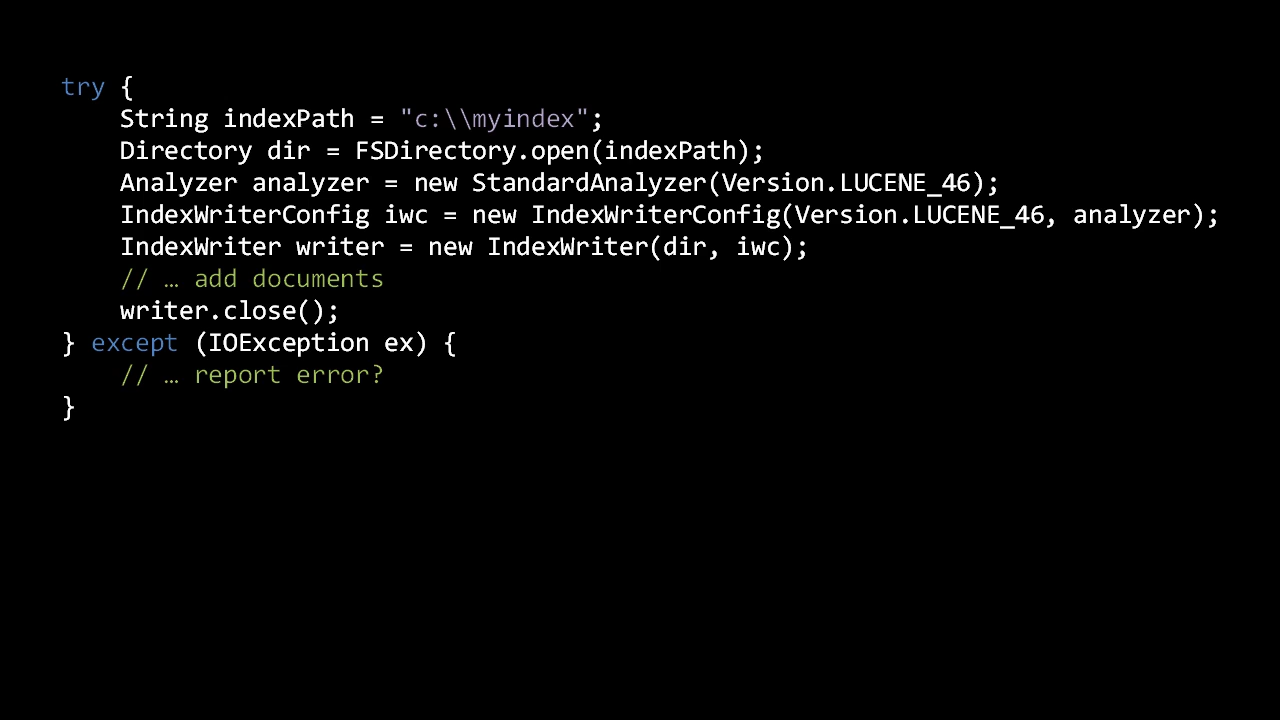 try {
    String indexPath = "c:\\myindex";
    Directory dir = FSDirectory.open(indexPath);
    Analyzer analyzer = new StandardAnalyzer(Version.LUCENE_46);
    IndexWriterConfig iwc = new IndexWriterConfig(Version.LUCENE_46, analyzer);
    IndexWriter writer = new IndexWriter(dir, iwc);
    // … add documents
    writer.close();
} except (IOException ex) {
    // … report error?
}